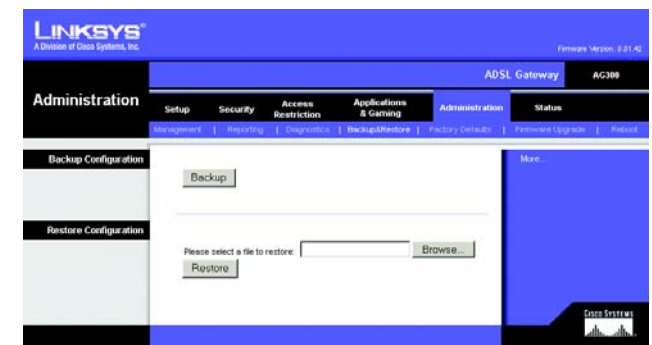 LINKSYS®
A Division of Cisco Systems, Inc.
Firmware Version: 0.01.42
ADSL Gateway AG300
Administration
Setup Security Access Restriction Applications & Gaming Administration Status
Management | Reporting | Diagnostics | Backup&Restore | Factory Defaults | Firmware Upgrade | Reboot
Backup Configuration
Backup
More...
Restore Configuration
Please select a file to restore: Browse...
Restore
CISCO SYSTEMS